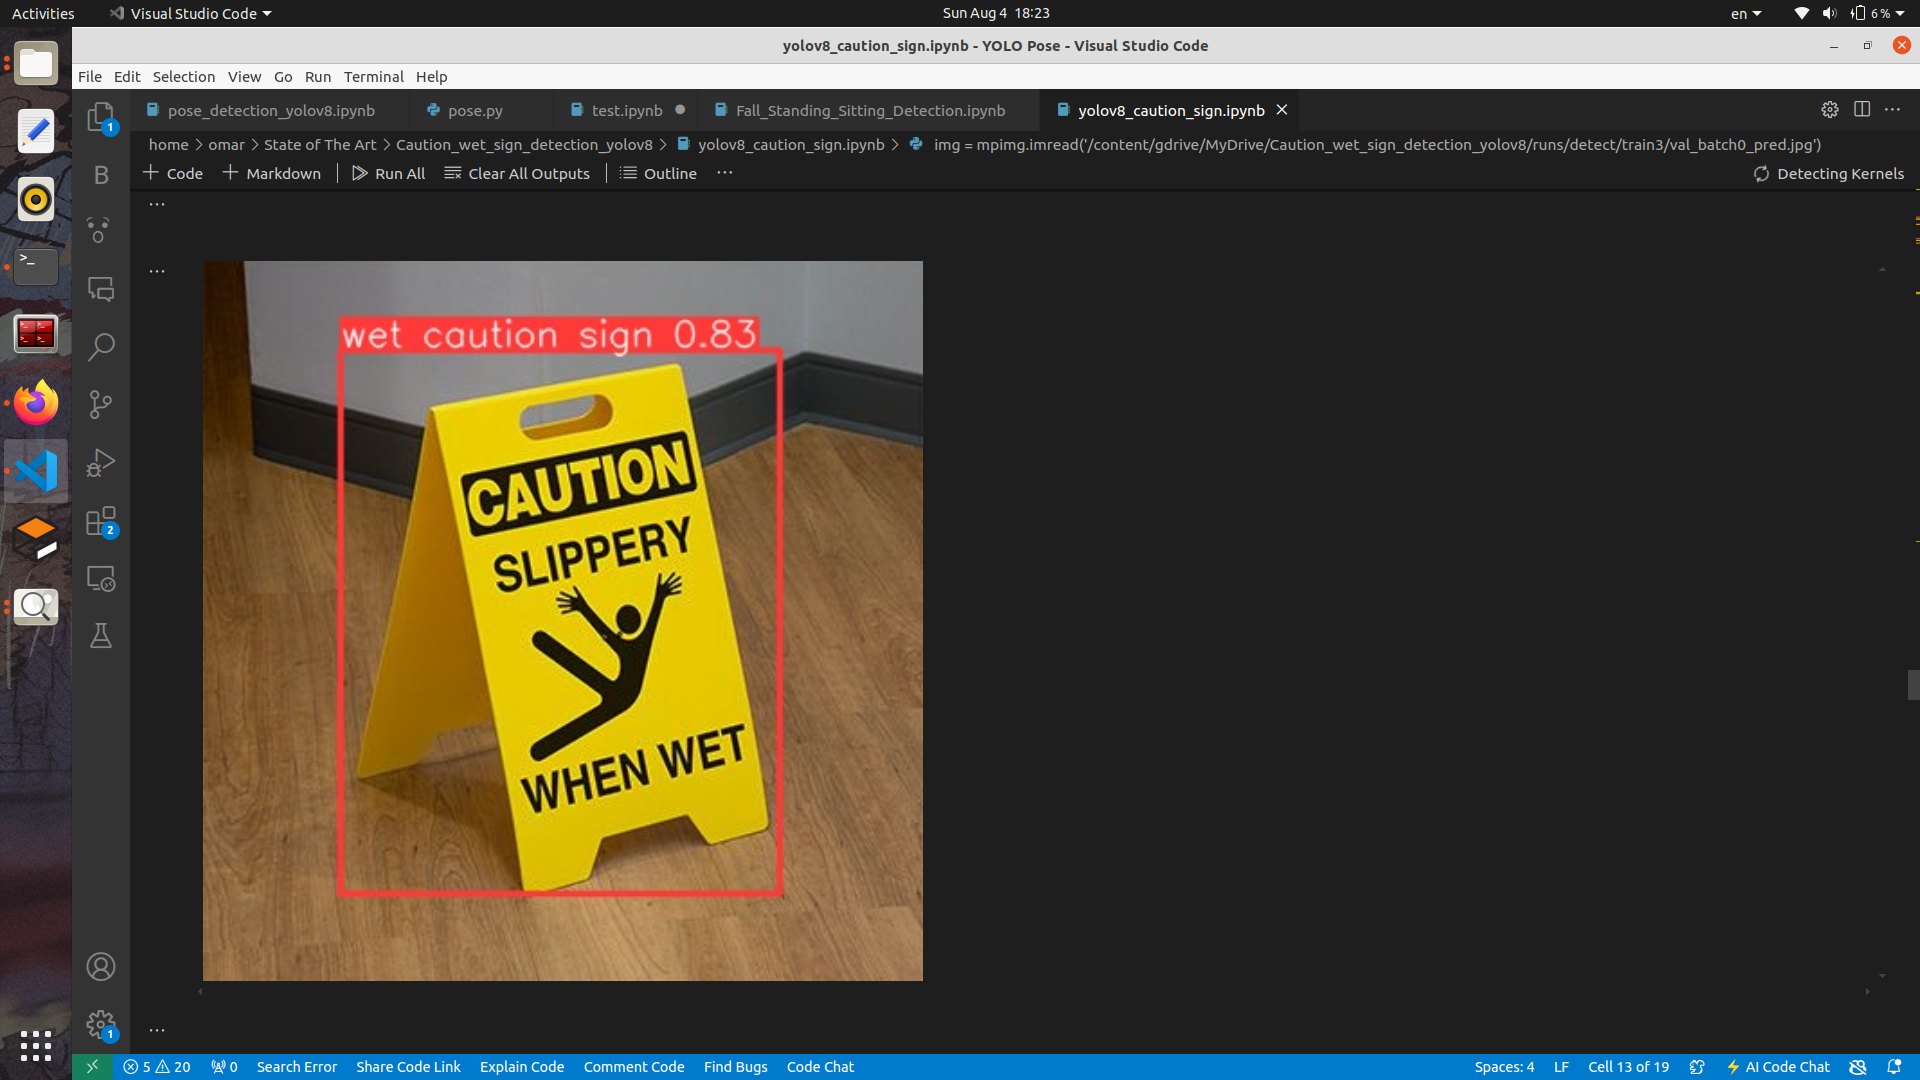 Activities
Visual Studio Code
Sun Aug 4 18:23
en
6 %
yolov8_caution_sign.ipynb - YOLO Pose - Visual Studio Code
File Edit Selection View Go Run Terminal Help
pose_detection_yolov8.ipynb
pose.py
test.ipynb
Fall_Standing_Sitting_Detection.ipynb
yolov8_caution_sign.ipynb
home > omar > State of The Art > Caution_wet_sign_detection_yolov8 > yolov8_caution_sign.ipynb > img = mpimg.imread('/content/gdrive/MyDrive/Caution_wet_sign_detection_yolov8/runs/detect/train3/val_batch0_pred.jpg')
+ Code + Markdown Run All Clear All Outputs Outline ... Detecting Kernels
wet caution sign 0.83
CAUTION
SLIPPERY
WHEN WET
1
B
2
1
5 20 0 Search Error Share Code Link Explain Code Comment Code Find Bugs Code Chat
Spaces: 4 LF Cell 13 of 19 AI Code Chat